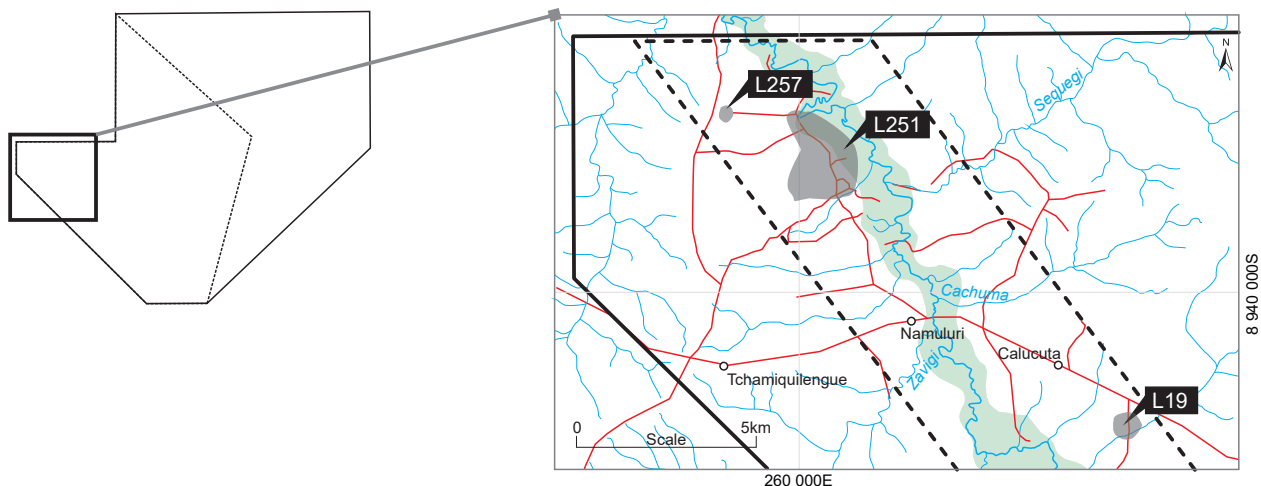 N
L257
Sequegi
L251
Cachuma
8 940 000S
Namuluri
Calucuta
Zavigi
Tchamiquilengue
L19
0 5km
Scale
260 000E